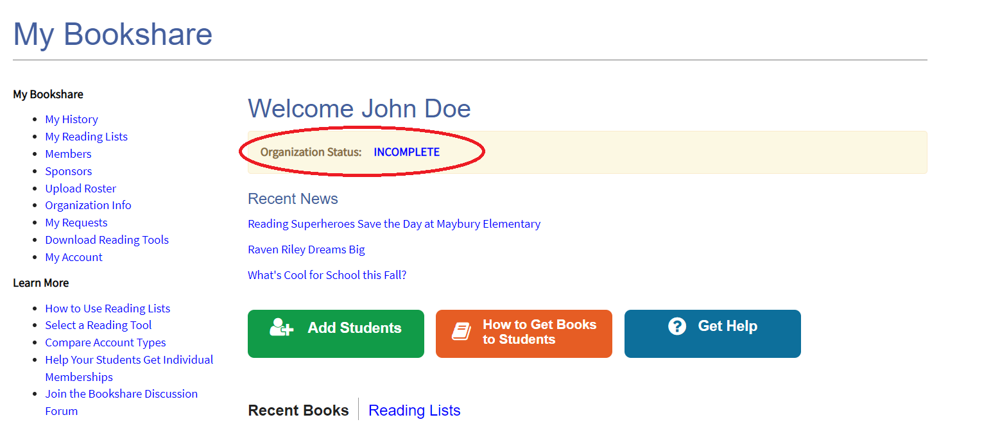 My Bookshare
My Bookshare
My History
My Reading Lists
Members
Sponsors
Upload Roster
Organization Info
My Requests
Download Reading Tools
My Account
Learn More
How to Use Reading Lists
Select a Reading Tool
Compare Account Types
Help Your Students Get Individual
Memberships
Join the Bookshare Discussion
Forum
Welcome John Doe
Organization Status: INCOMPLETE
Recent News
Reading Superheroes Save the Day at Maybury Elementary
Raven Riley Dreams Big
What's Cool for School this Fall?
Add Students
How to Get Books
to Students
Get Help
Recent Books
Reading Lists